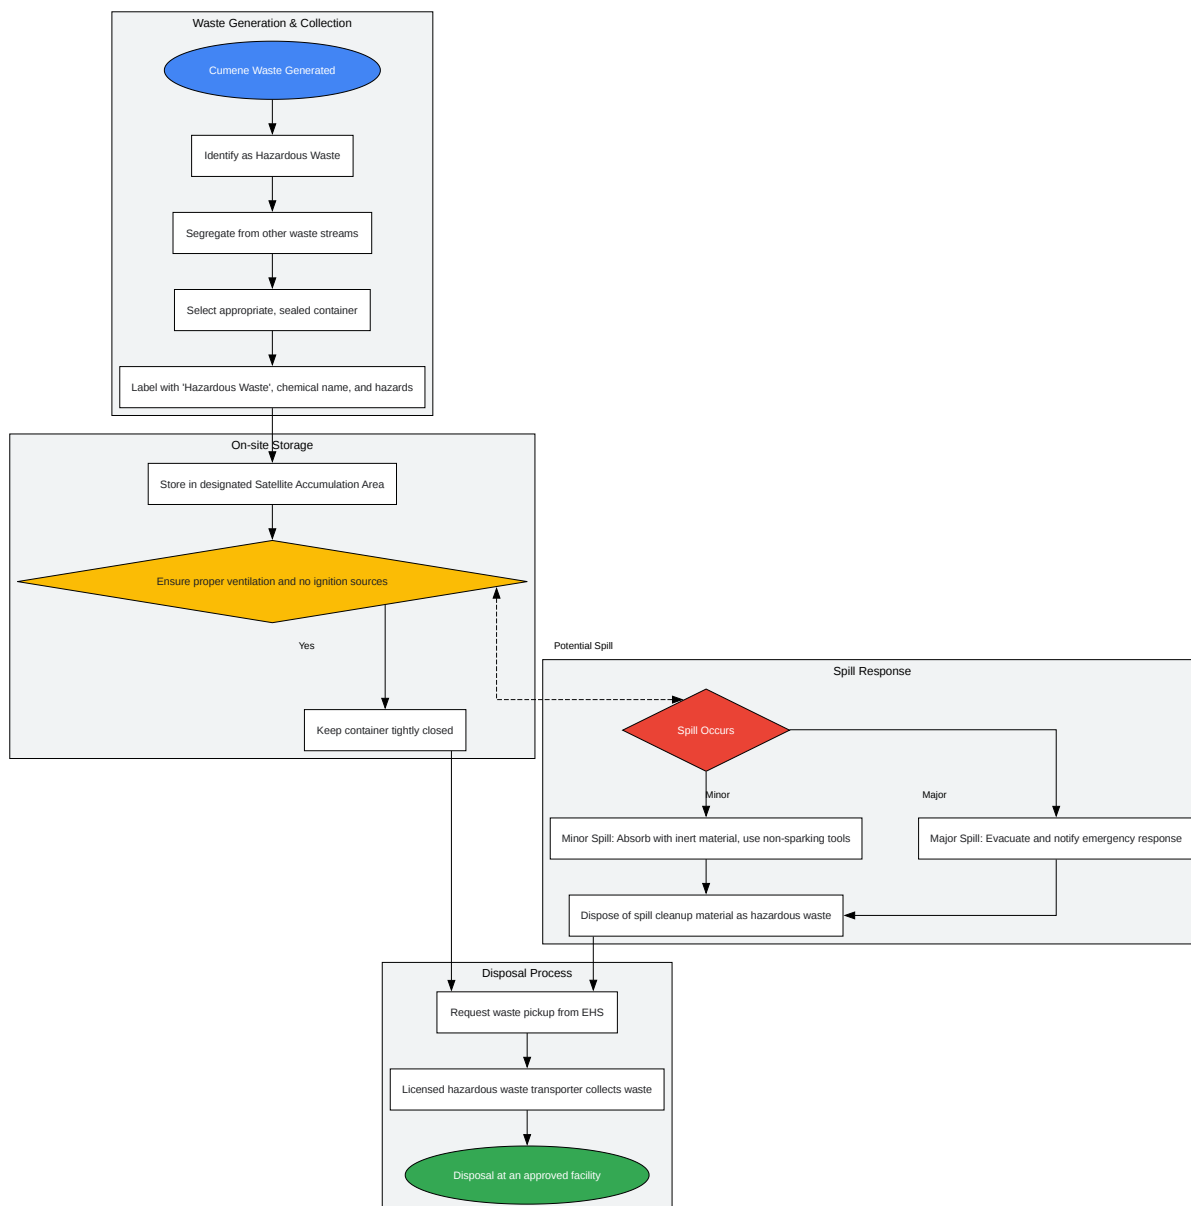 Waste Generation & Collection
Cumene Waste Generated
Identify as Hazardous Waste
Segregate from other waste streams
Select appropriate, sealed container
Label with 'Hazardous Waste', chemical name, and hazards
On-site Storage
Store in designated Satellite Accumulation Area
Ensure proper ventilation and no ignition sources
Yes
Potential Spill
Keep container tightly closed
Spill Response
Spill Occurs
Minor
Major
Minor Spill: Absorb with inert material, use non-sparking tools
Major Spill: Evacuate and notify emergency response
Dispose of spill cleanup material as hazardous waste
Disposal Process
Request waste pickup from EHS
Licensed hazardous waste transporter collects waste
Disposal at an approved facility